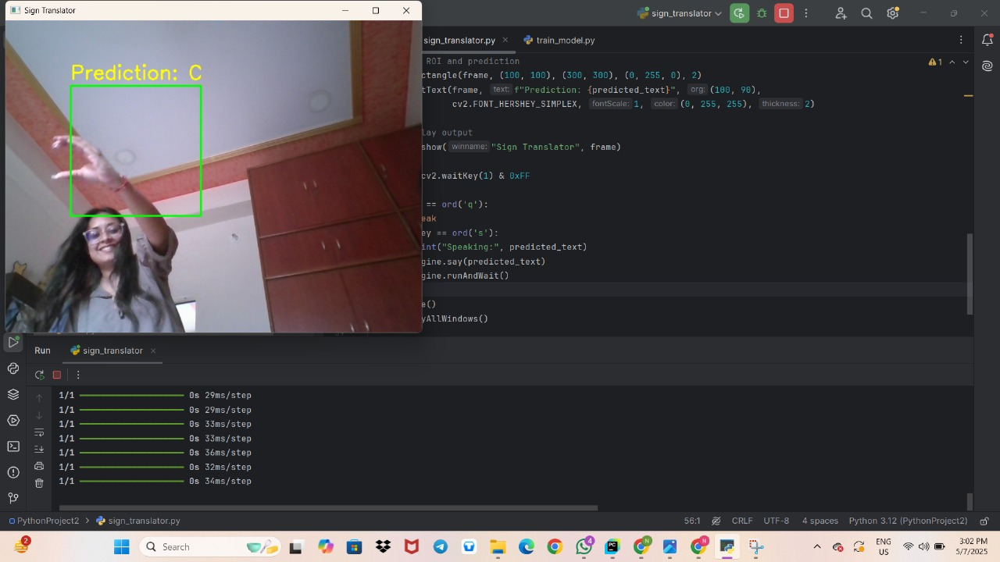 Sign Translator
Prediction: C
sign_translator
sign_translator.py
train_model.py
ROI and prediction
1
ctangle(frame, (100, 100), (300, 300), (0, 255, 0), 2)
tText(frame, text: f"Prediction: {predicted_text}", org: (100, 90),
cv2.FONT_HERSHEY_SIMPLEX, fontScale: 1, color: (0, 255, 255), thickness: 2)
lay output
show( winname: "Sign Translator", frame)
cv2.waitKey(1) & 0xFF
== ord('q'):
eak
ey == ord('s'):
int("Speaking:", predicted_text)
gine.say(predicted_text)
gine.runAndWait()
e()
yAllWindows()
Run
sign_translator
1/1 0s 29ms/step
1/1 0s 29ms/step
1/1 0s 33ms/step
1/1 0s 33ms/step
1/1 0s 36ms/step
1/1 0s 32ms/step
1/1 0s 34ms/step
PythonProject2 > sign_translator.py
56:1 CRLF UTF-8 4 spaces Python 3.12 (PythonProject2)
2
Search
4
N
N
ENG
US
3:02 PM
5/7/2025